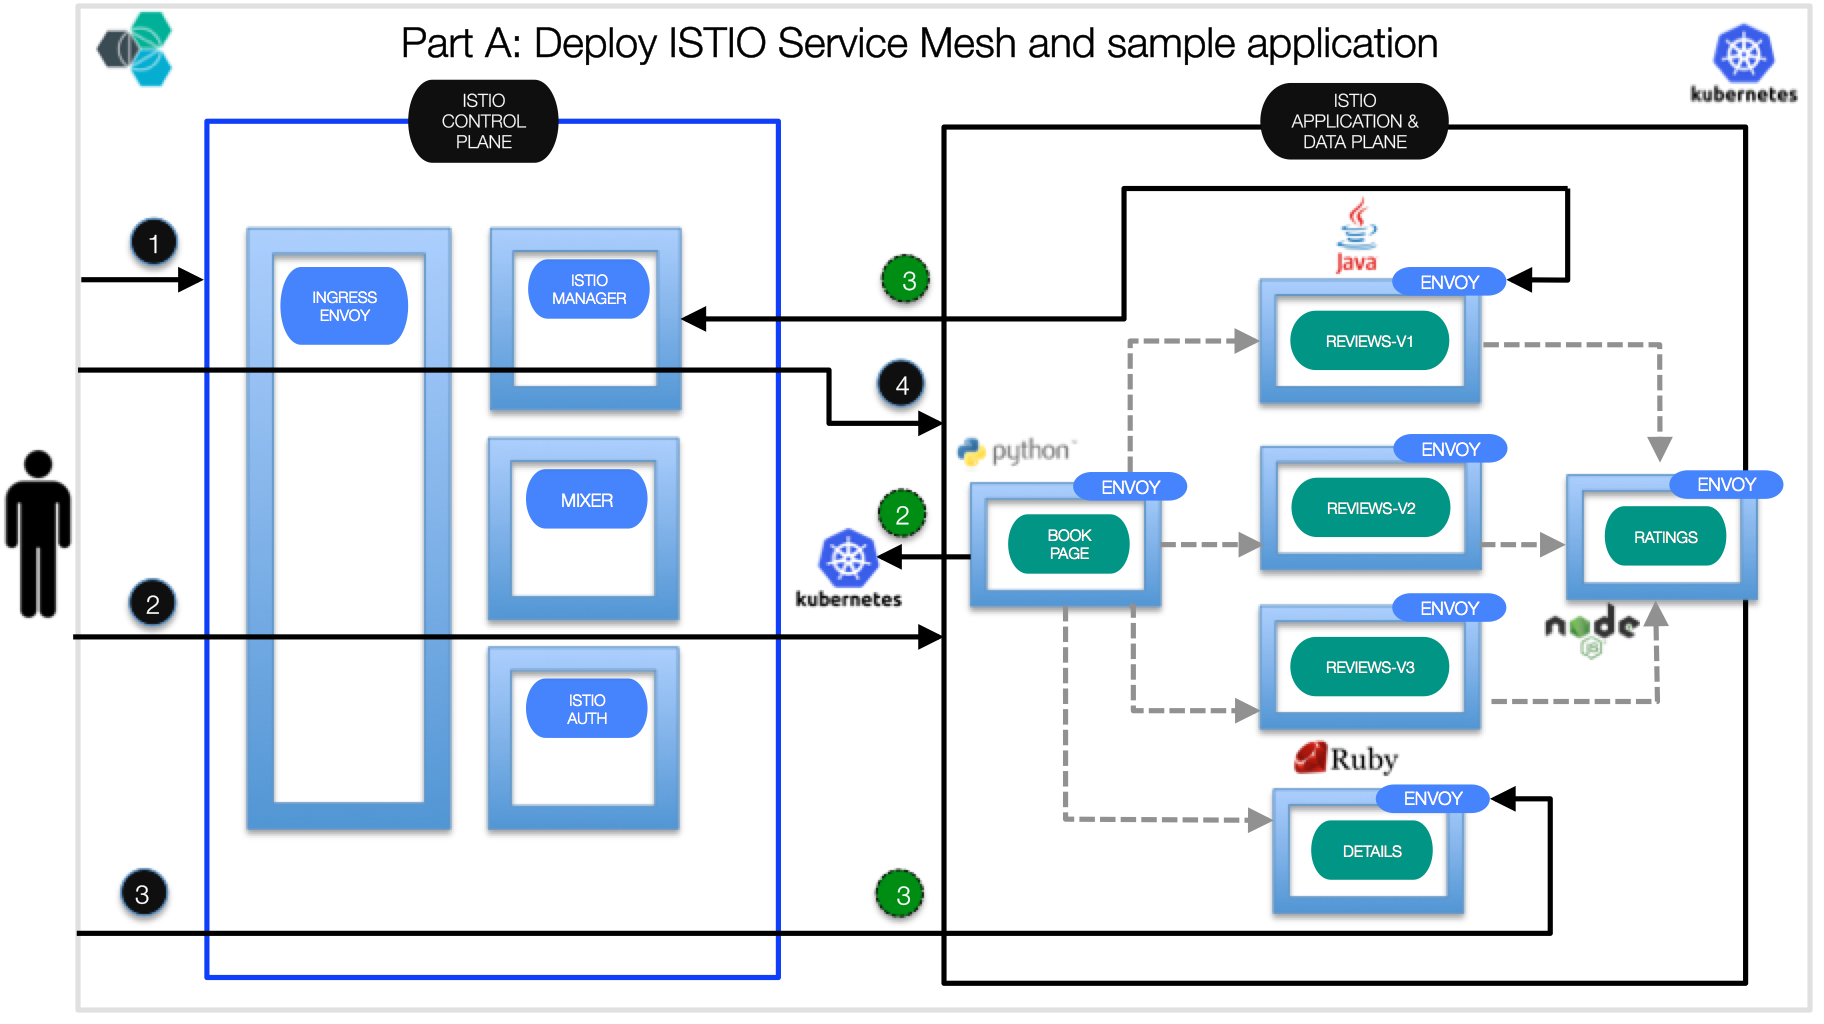 Part A: Deploy ISTIO Service Mesh and sample application
kubernetes
ISTIO
CONTROL
PLANE
ISTIO
APPLICATION &
DATA PLANE
1
INGRESS
ENVOY
ISTIO
MANAGER
3
Java
ENVOY
REVIEWS-V1
4
python™
MIXER
2
kubernetes
ENVOY
BOOK
PAGE
ENVOY
REVIEWS-V2
ENVOY
RATINGS
node
JS
2
ENVOY
REVIEWS-V3
ISTIO
AUTH
Ruby
ENVOY
DETAILS
3
3